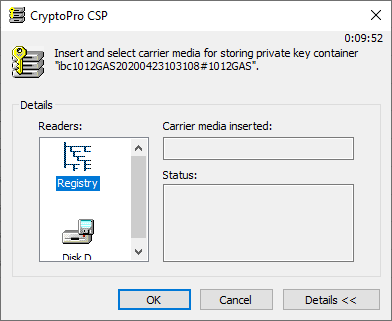 CryptoPro CSP
0:09:52
Insert and select carrier media for storing private key container
"ibc1012GAS20200423103108#1012GAS".
Details
Readers:
Carrier media inserted:
Registry
Status:
Disk D
OK
Cancel
Details <<